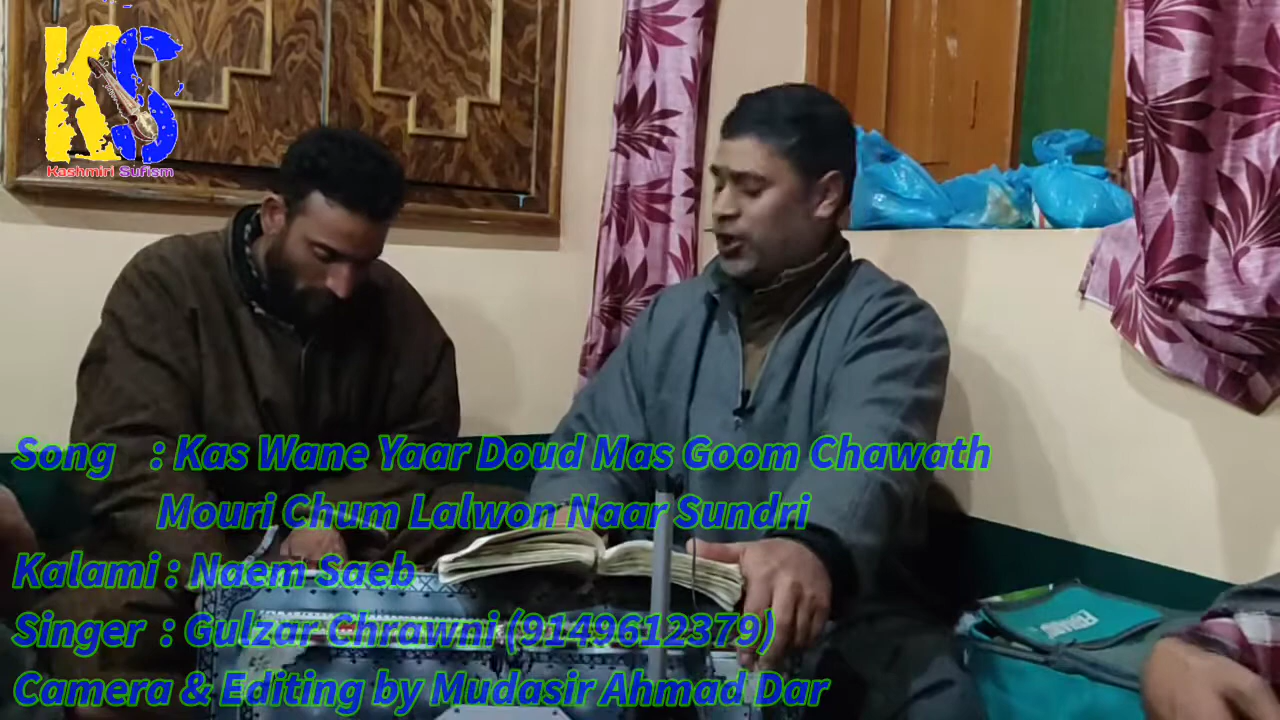 KS
Kashmiri Sufism
Song : Kas Wane Yaar Doud Mas Goom Chawath
Mouri Chum Lalwon Naar Sundri
Kalami : Naem Saeb
Singer : Gulzar Chrawni (9149612379)
Camera & Editing by Mudasir Ahmad Dar